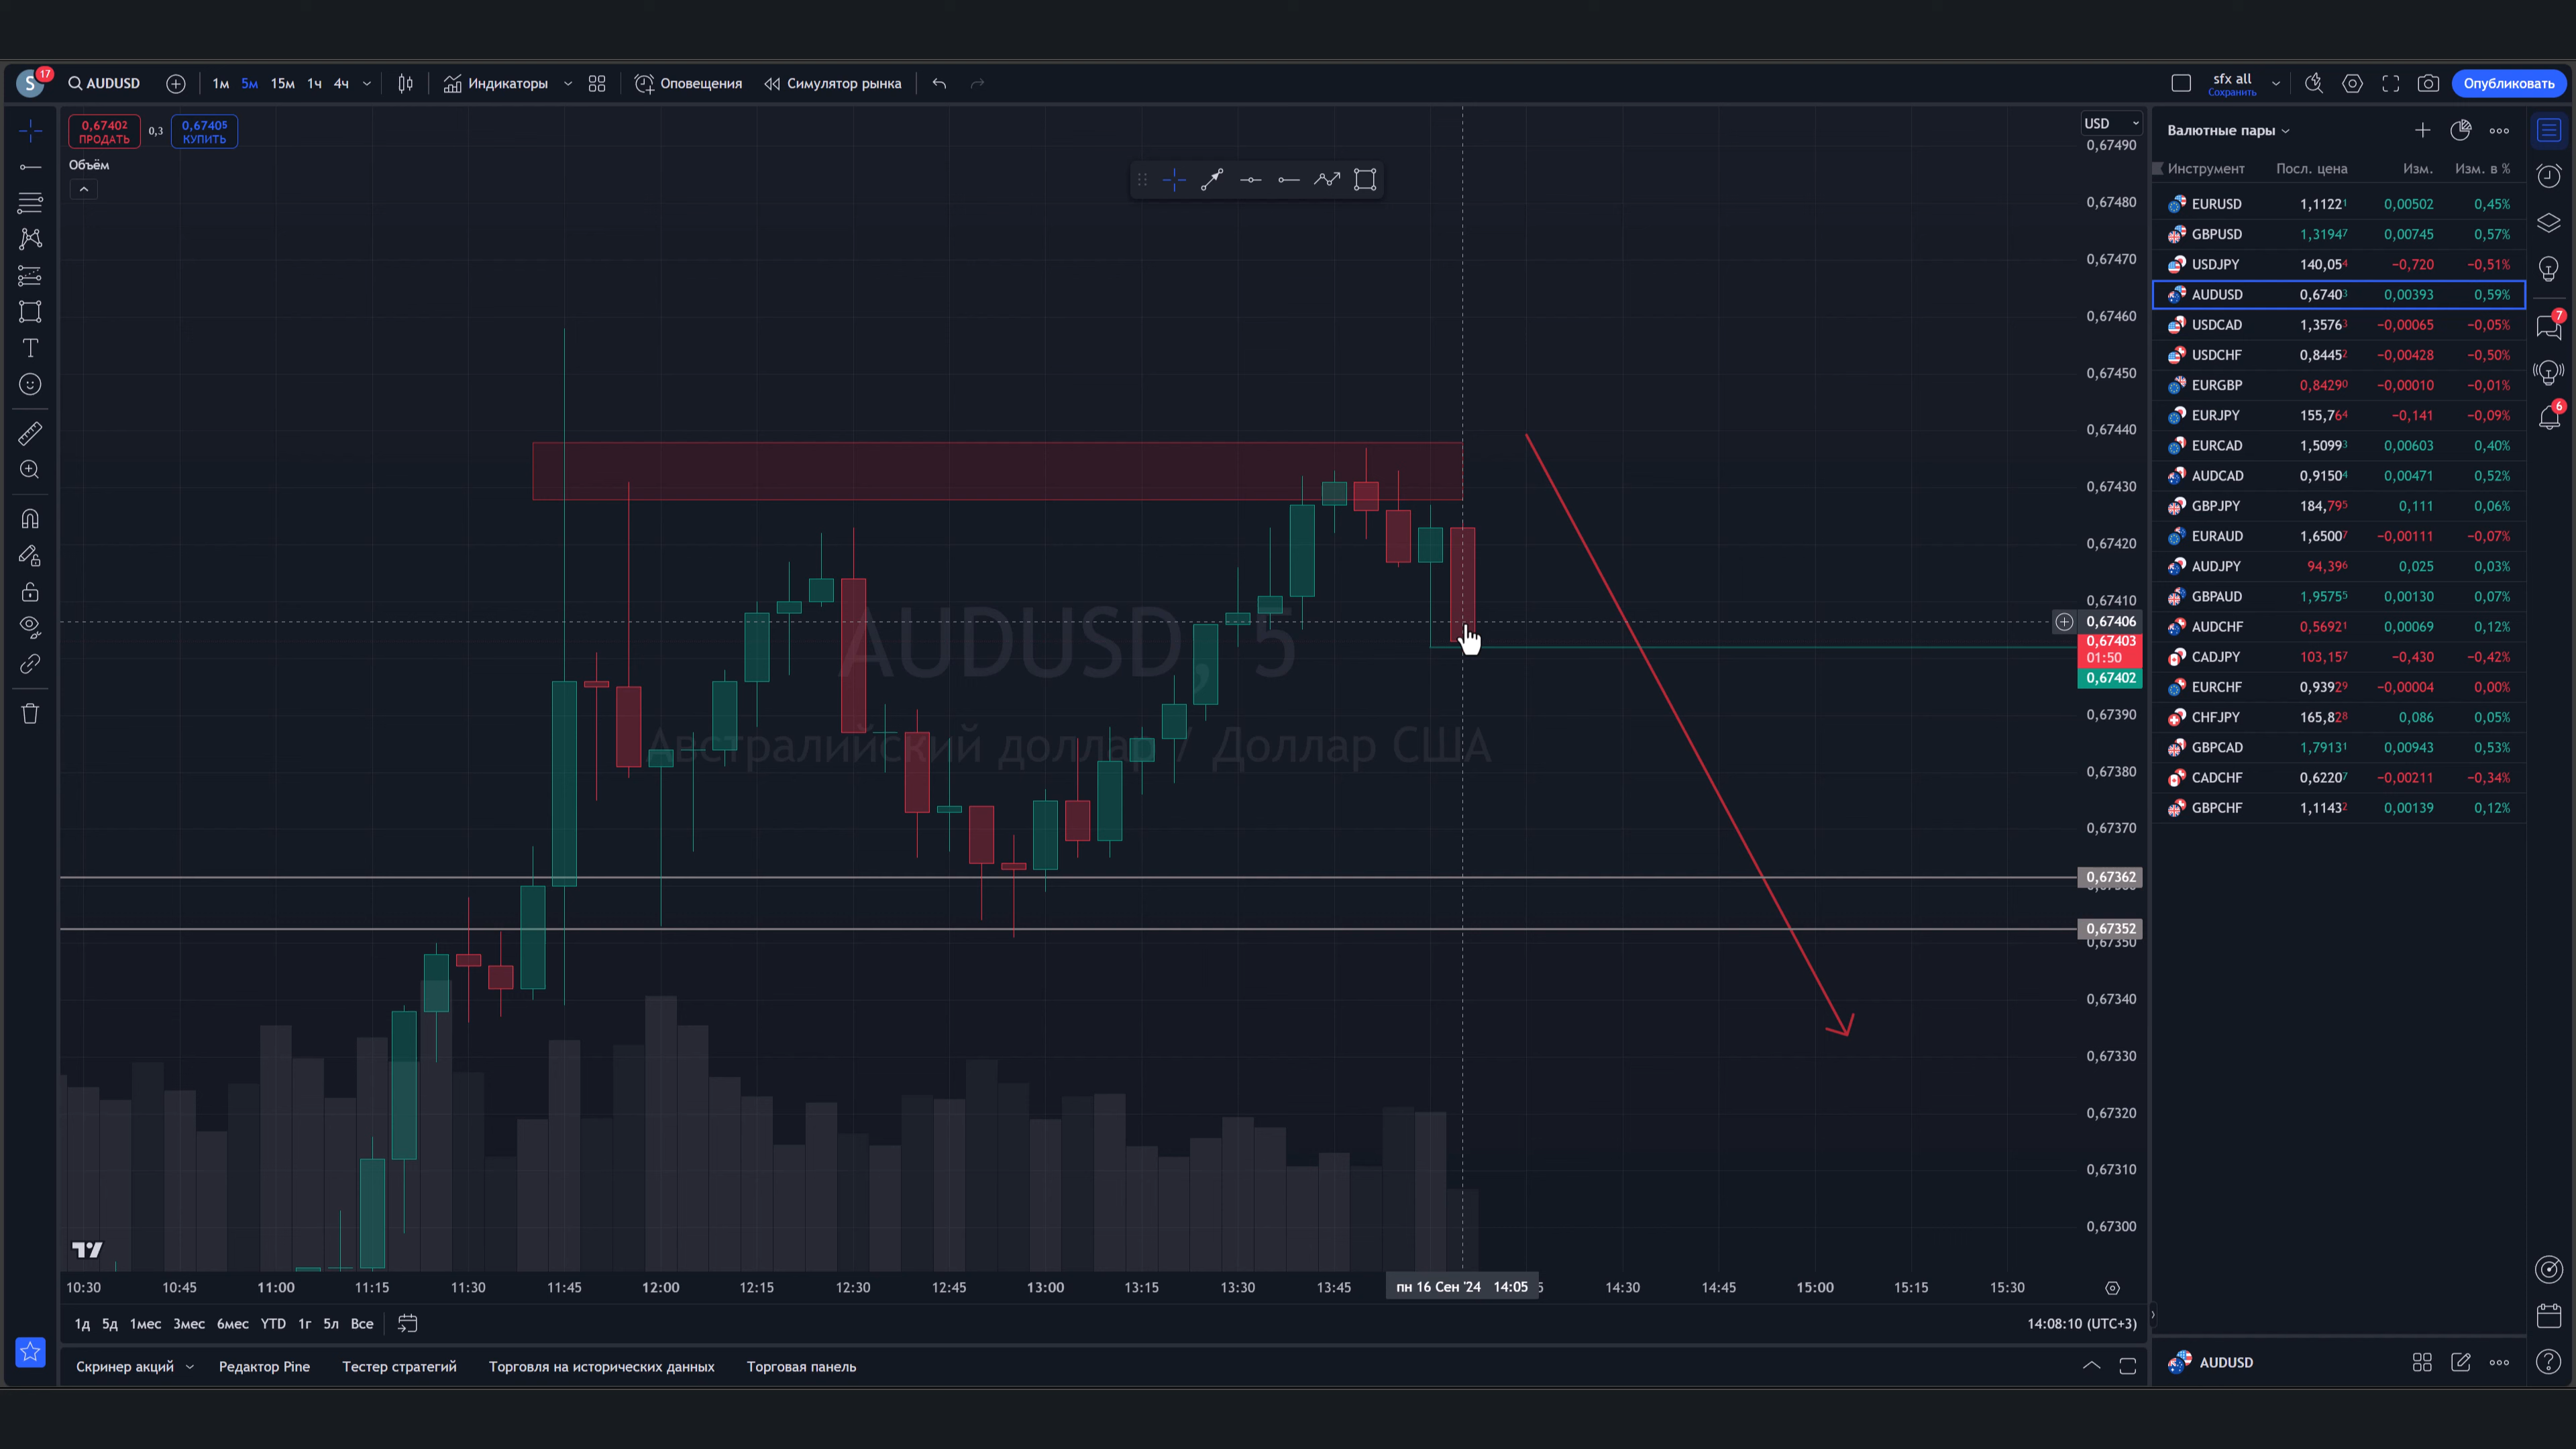 S 17 AUDUSD 1м 5м 15м 1ч 4ч Индикаторы Оповещения Симулятор рынка sfx all Сохранить Опубликовать
0,67402 ПРОДАТЬ 0,3 0,67405 КУПИТЬ
Объём
USD
0,67490
0,67480
0,67470
0,67460
0,67450
0,67440
0,67430
0,67420
0,67410
0,67406
0,67403
01:50
0,67402
0,67390
0,67380
0,67370
0,67362
0,67352
0,67350
0,67340
0,67330
0,67320
0,67310
0,67300
AUDUSD, 5
Австралийский доллар / Доллар США
10:30 10:45 11:00 11:15 11:30 11:45 12:00 12:15 12:30 12:45 13:00 13:15 13:30 13:45 пн 16 Сен '24 14:05 5 14:30 14:45 15:00 15:15 15:30
1д 5д 1мес 3мес 6мес YTD 1г 5л Все 14:08:10 (UTC+3)
Скринер акций Редактор Pine Тестер стратегий Торговля на исторических данных Торговая панель
Валютные пары
Инструмент Посл. цена Изм. Изм. в %
EURUSD 1,11221 0,00502 0,45%
GBPUSD 1,31947 0,00745 0,57%
USDJPY 140,054 −0,720 −0,51%
AUDUSD 0,67403 0,00393 0,59%
USDCAD 1,35763 −0,00065 −0,05%
USDCHF 0,84452 −0,00428 −0,50%
EURGBP 0,84290 −0,00010 −0,01%
EURJPY 155,764 −0,141 −0,09%
EURCAD 1,50993 0,00603 0,40%
AUDCAD 0,91504 0,00471 0,52%
GBPJPY 184,795 0,111 0,06%
EURAUD 1,65007 −0,00111 −0,07%
AUDJPY 94,396 0,025 0,03%
GBPAUD 1,95755 0,00130 0,07%
AUDCHF 0,56921 0,00069 0,12%
CADJPY 103,157 −0,430 −0,42%
EURCHF 0,93929 −0,00004 0,00%
CHFJPY 165,828 0,086 0,05%
GBPCAD 1,79131 0,00943 0,53%
CADCHF 0,62207 −0,00211 −0,34%
GBPCHF 1,11432 0,00139 0,12%
7
6
AUDUSD